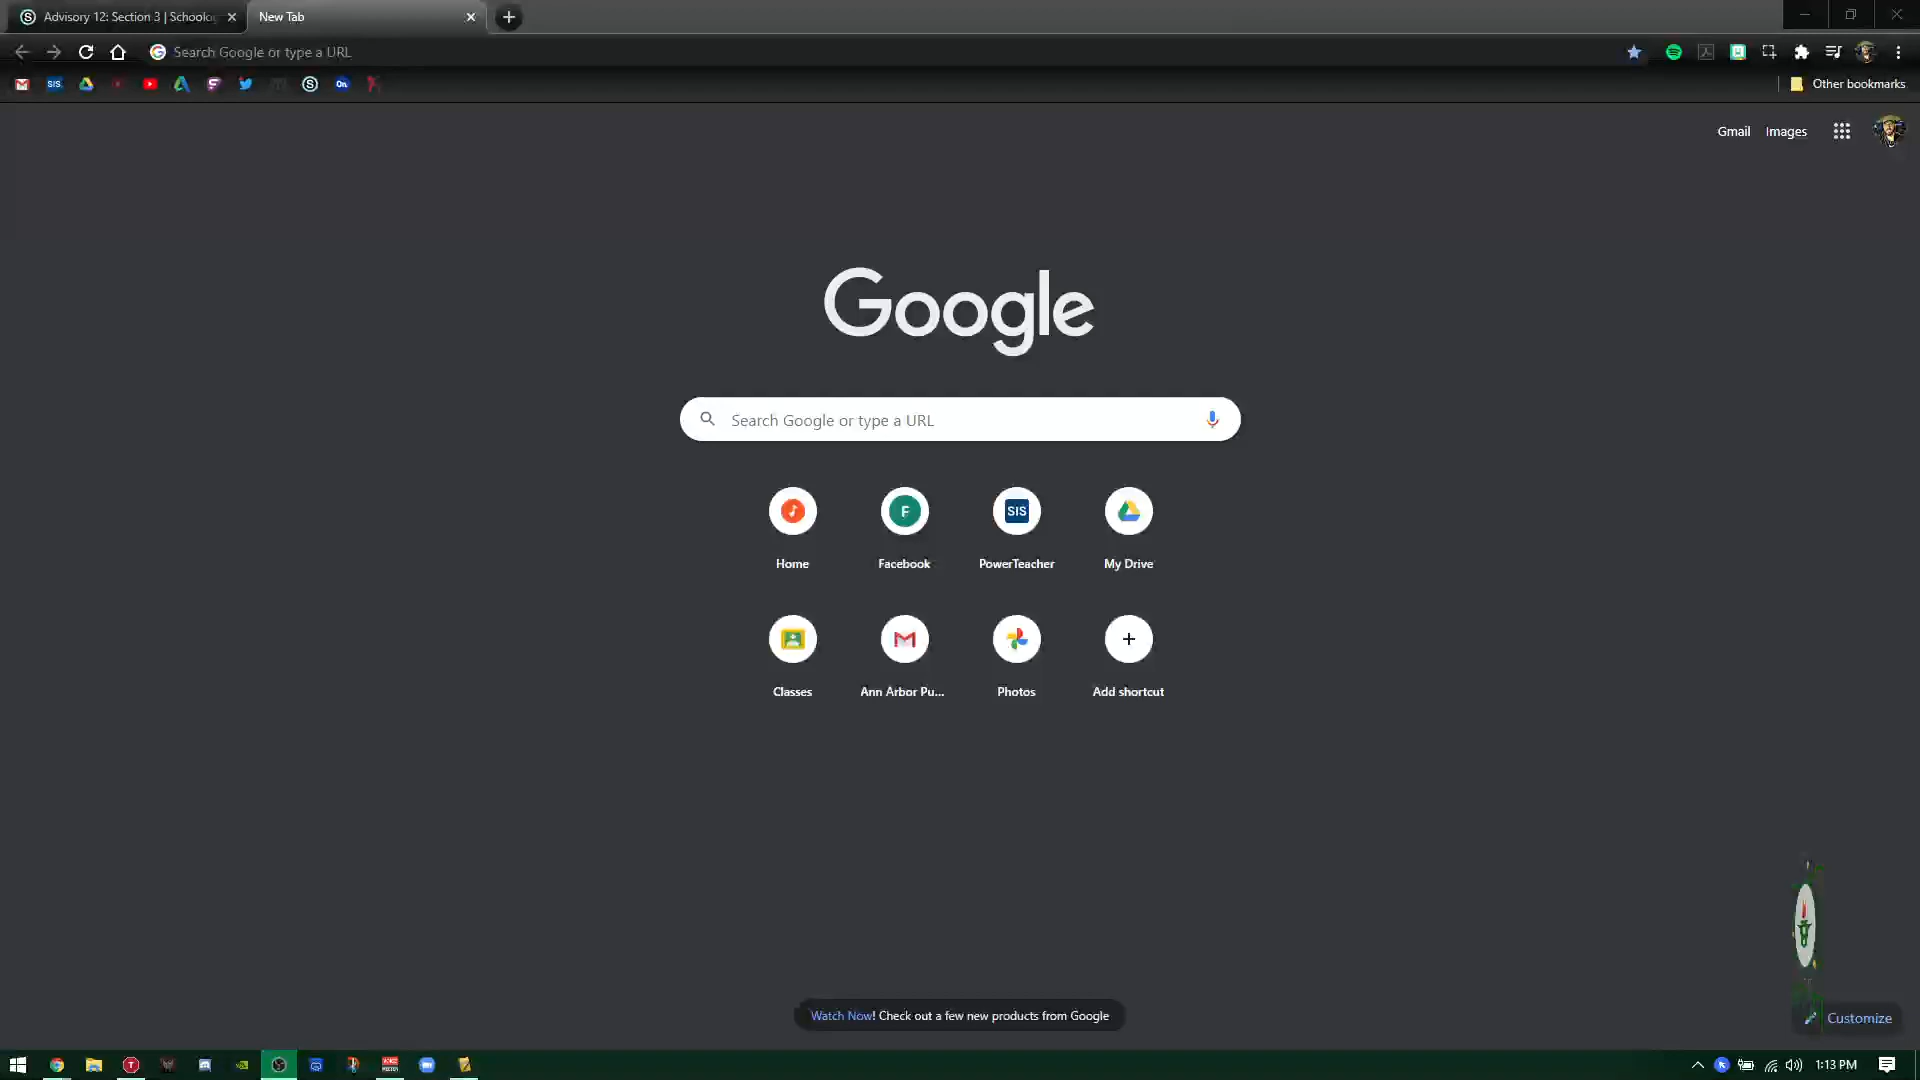 Advisory 12: Section 3 | Schoolog
New Tab
Search Google or type a URL
SIS
On
Other bookmarks
Gmail
Images
Google
Search Google or type a URL
F
SIS
Home
Facebook
PowerTeacher
My Drive
Classes
Ann Arbor Pu...
Photos
Add shortcut
Watch Now! Check out a few new products from Google
Customize
1:13 PM